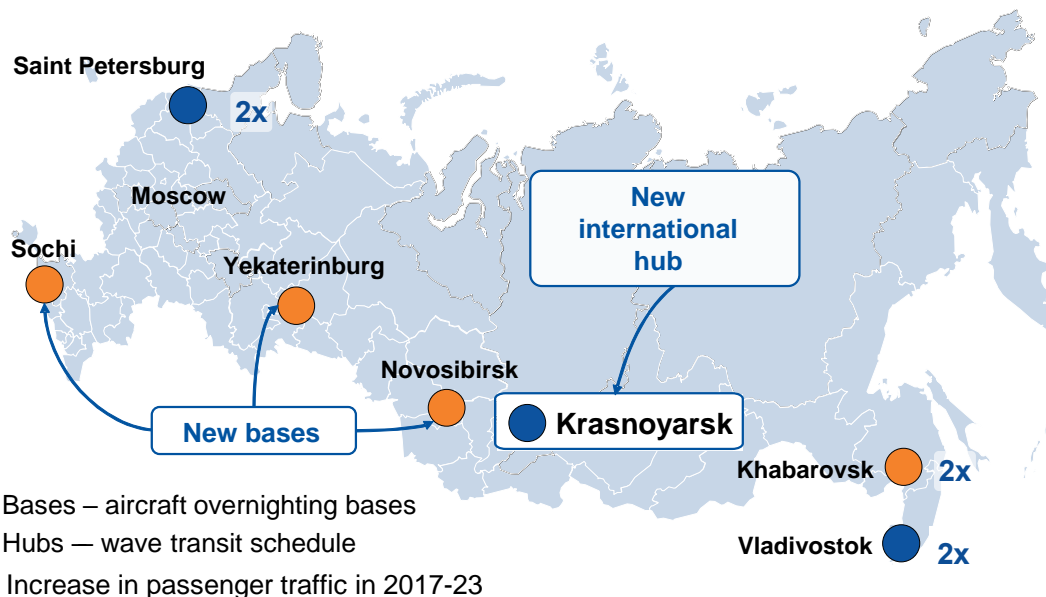 Saint Petersburg
2x
Moscow
New
international
hub
Sochi
Yekaterinburg
Novosibirsk
New bases
Krasnoyarsk
Khabarovsk
2x
Vladivostok
2x
Bases – aircraft overnighting bases
Hubs — wave transit schedule
Increase in passenger traffic in 2017-23